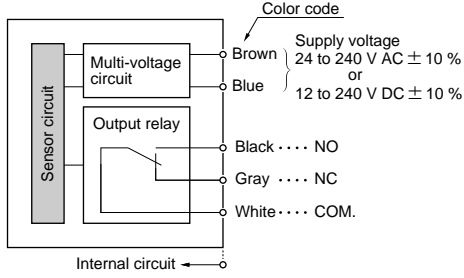 Color code
Sensor circuit
Multi-voltage
circuit
Brown
Blue
Supply voltage
24 to 240 V AC ± 10 %
or
12 to 240 V DC ± 10 %
Output relay
Black ···· NO
Gray ···· NC
White ···· COM.
Internal circuit